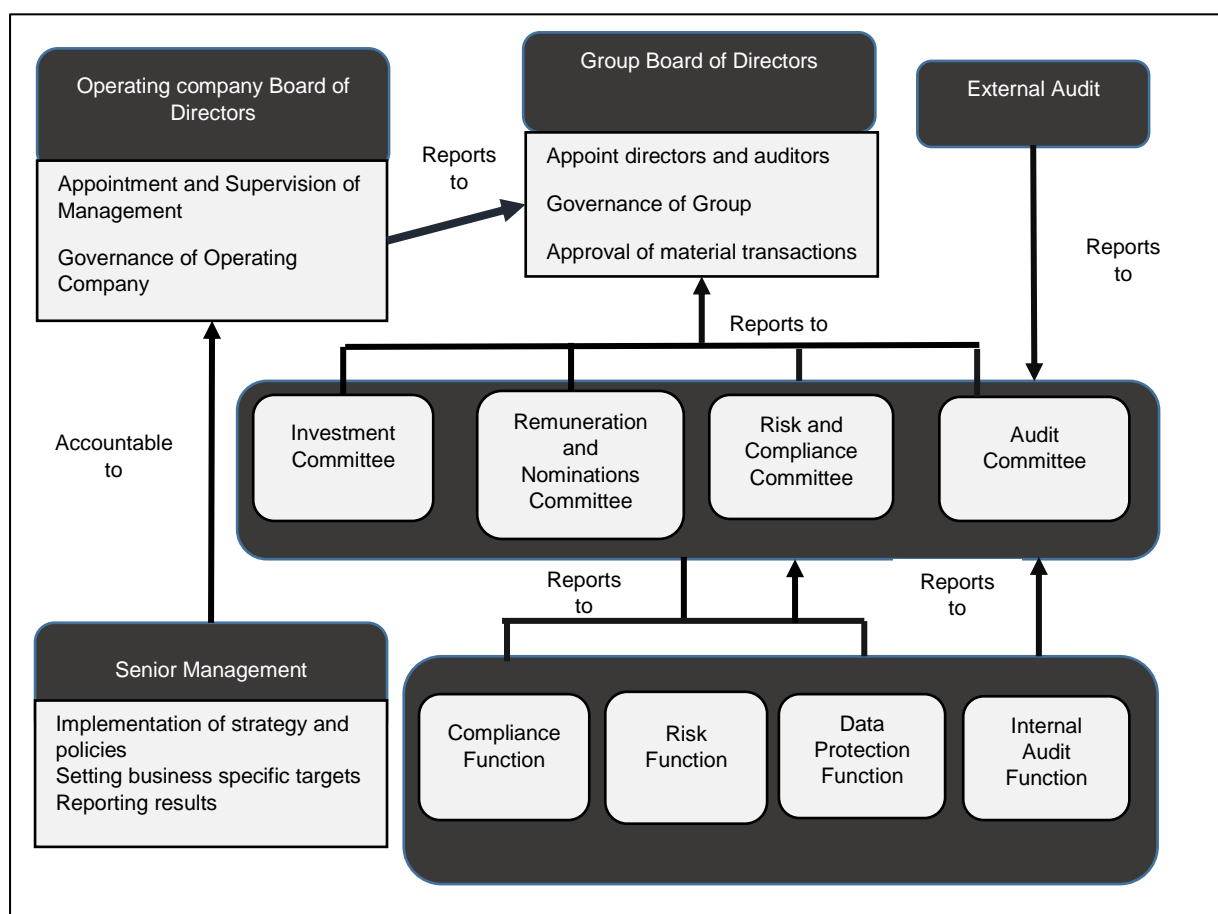 Operating company Board of
Directors
Appointment and Supervision of
Management
Governance of Operating
Company
Reports
to
Group Board of Directors
Appoint directors and auditors
Governance of Group
Approval of material transactions
External Audit
Reports
to
Reports to
Investment
Committee
Remuneration
and
Nominations
Committee
Risk and
Compliance
Committee
Audit
Committee
Accountable
to
Reports
to
Reports
to
Senior Management
Implementation of strategy and
policies
Setting business specific targets
Reporting results
Compliance
Function
Risk
Function
Data
Protection
Function
Internal
Audit
Function